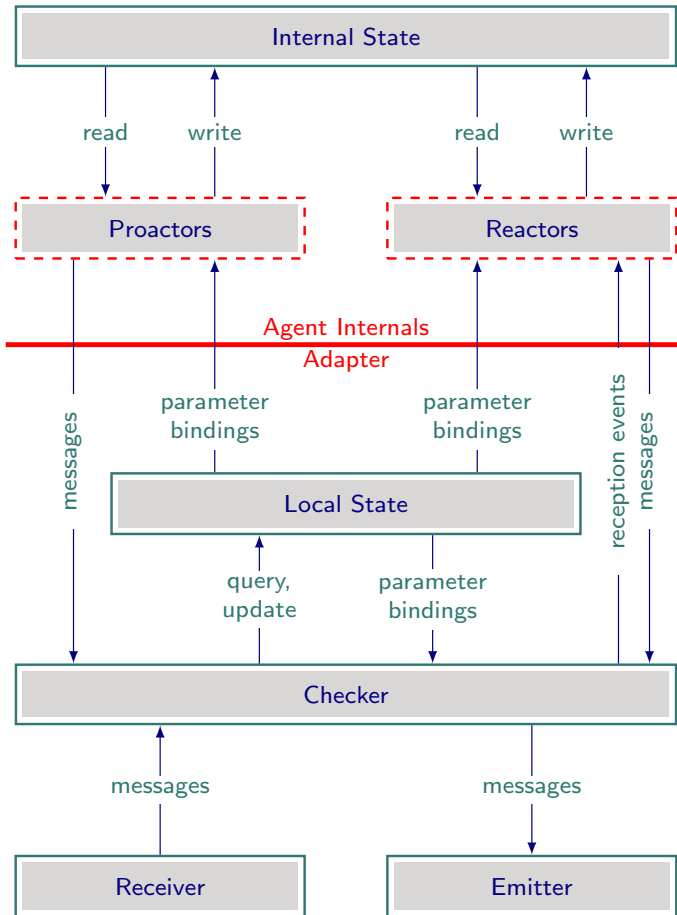 Internal State
read
write
read
write
Proactors
Reactors
Agent Internals
Adapter
messages
parameter
bindings
parameter
bindings
reception events
messages
Local State
query,
update
parameter
bindings
Checker
messages
messages
Receiver
Emitter